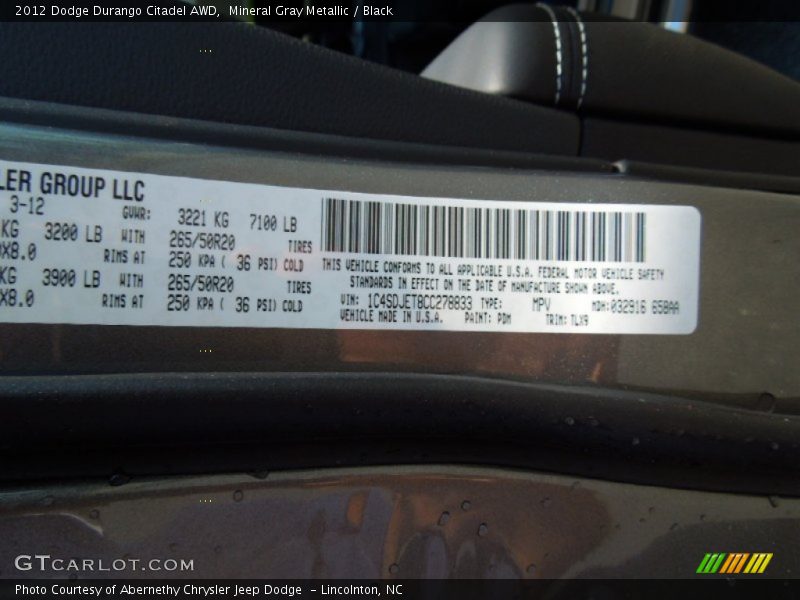 2012 Dodge Durango Citadel AWD, Mineral Gray Metallic / Black
LER GROUP LLC
3-12 GVWR: 3221 KG 7100 LB
KG 3200 LB WITH 265/50R20 TIRES
X8.0 RIMS AT 250 KPA ( 36 PSI) COLD
KG 3900 LB WITH 265/50R20 TIRES
X8.0 RIMS AT 250 KPA ( 36 PSI) COLD
THIS VEHICLE CONFORMS TO ALL APPLICABLE U.S.A. FEDERAL MOTOR VEHICLE SAFETY
STANDARDS IN EFFECT ON THE DATE OF MANUFACTURE SHOWN ABOVE.
VIN: 1C4SDJET8CC278833 TYPE: MPV MDH:032916 658AA
VEHICLE MADE IN U.S.A. PAINT: PDM TRIM: TLX9
GTCARLOT.COM
Photo Courtesy of Abernethy Chrysler Jeep Dodge - Lincolnton, NC